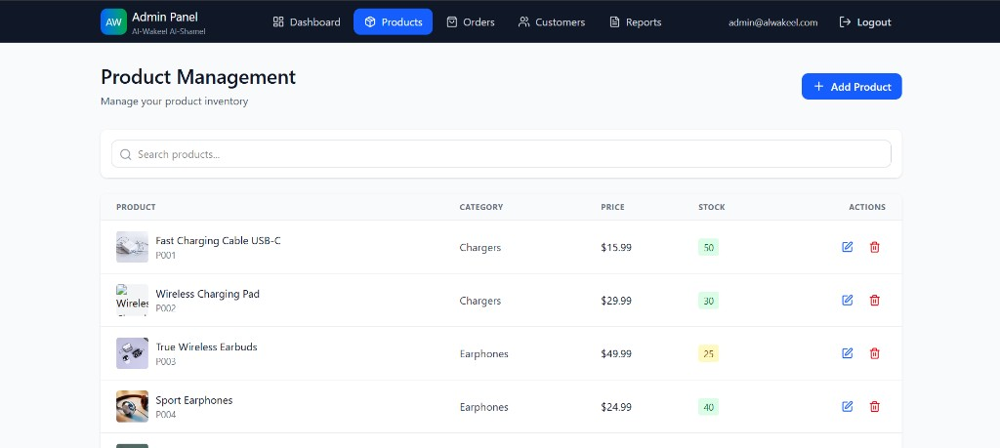 AW
Admin Panel
Al-Wakeel Al-Shamel
Dashboard
Products
Orders
Customers
Reports
admin@alwakeel.com
Logout
Product Management
Manage your product inventory
Add Product
Search products...
PRODUCT CATEGORY PRICE STOCK ACTIONS
Fast Charging Cable USB-C
P001
Chargers $15.99 50
Wireles
Wireless Charging Pad
P002
Chargers $29.99 30
True Wireless Earbuds
P003
Earphones $49.99 25
Sport Earphones
P004
Earphones $24.99 40